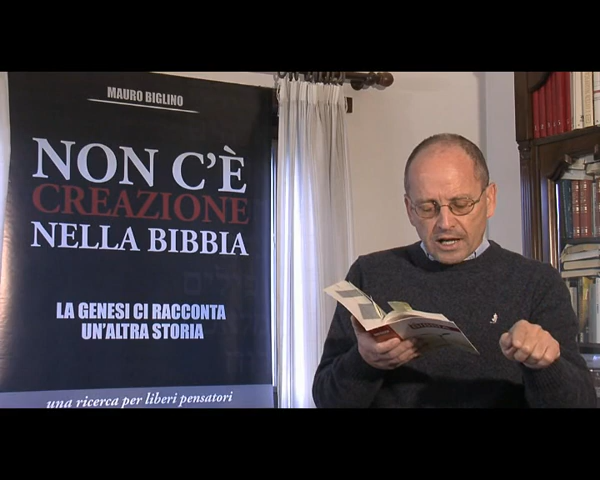 MAURO BIGLINO
NON C'È
CREAZIONE
NELLA BIBBIA
LA GENESI CI RACCONTA
UN'ALTRA STORIA
una ricerca per liberi pensatori